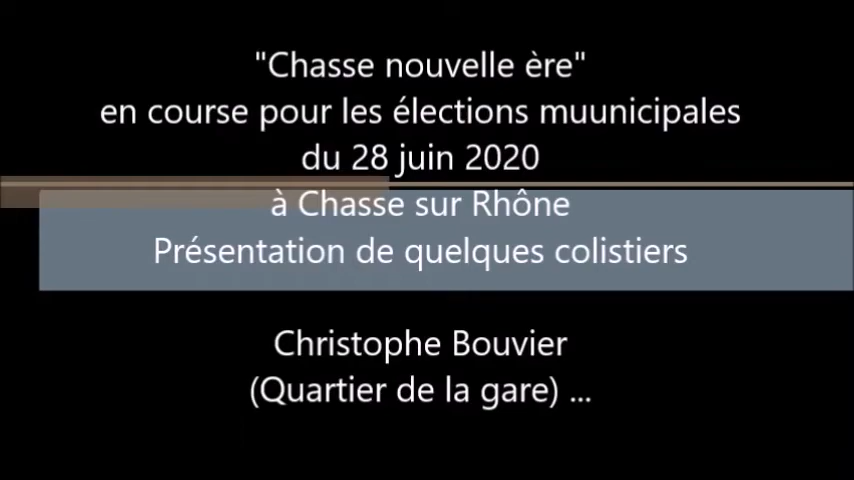 "Chasse nouvelle ère"
en course pour les élections muunicipales
du 28 juin 2020
à Chasse sur Rhône
Présentation de quelques colistiers
Christophe Bouvier
(Quartier de la gare) ...